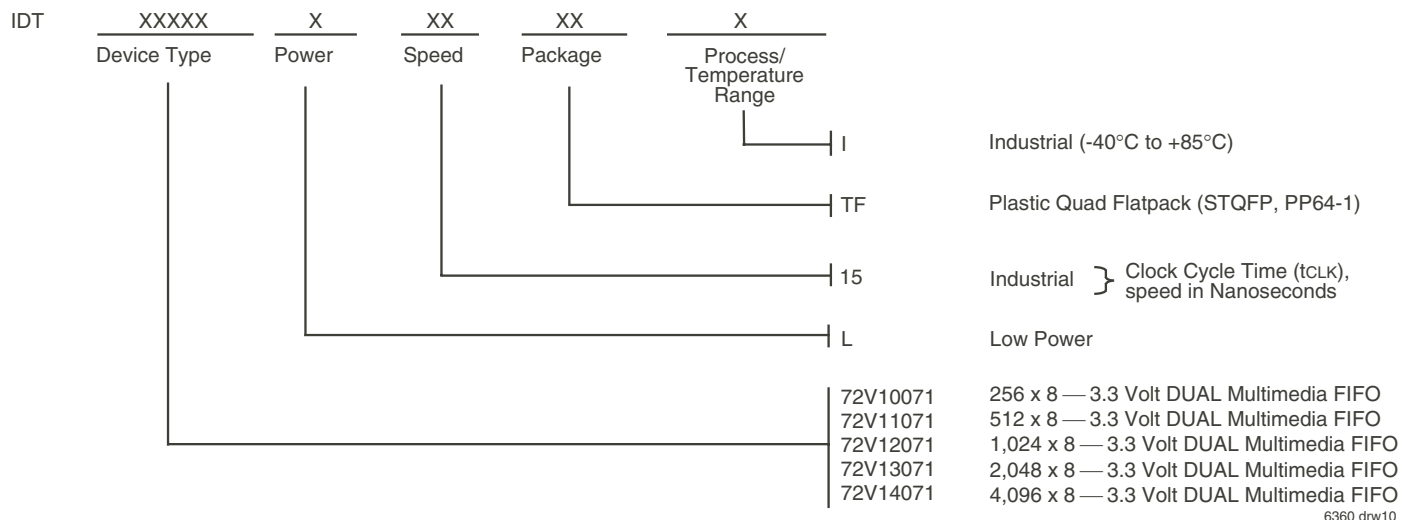 IDT XXXXX X XX XX X
Device Type Power Speed Package Process/
Temperature
Range
I Industrial (-40°C to +85°C)
TF Plastic Quad Flatpack (STQFP, PP64-1)
15 Industrial } Clock Cycle Time (tCLK),
speed in Nanoseconds
L Low Power
72V10071 256 x 8 — 3.3 Volt DUAL Multimedia FIFO
72V11071 512 x 8 — 3.3 Volt DUAL Multimedia FIFO
72V12071 1,024 x 8 — 3.3 Volt DUAL Multimedia FIFO
72V13071 2,048 x 8 — 3.3 Volt DUAL Multimedia FIFO
72V14071 4,096 x 8 — 3.3 Volt DUAL Multimedia FIFO
6360 drw10